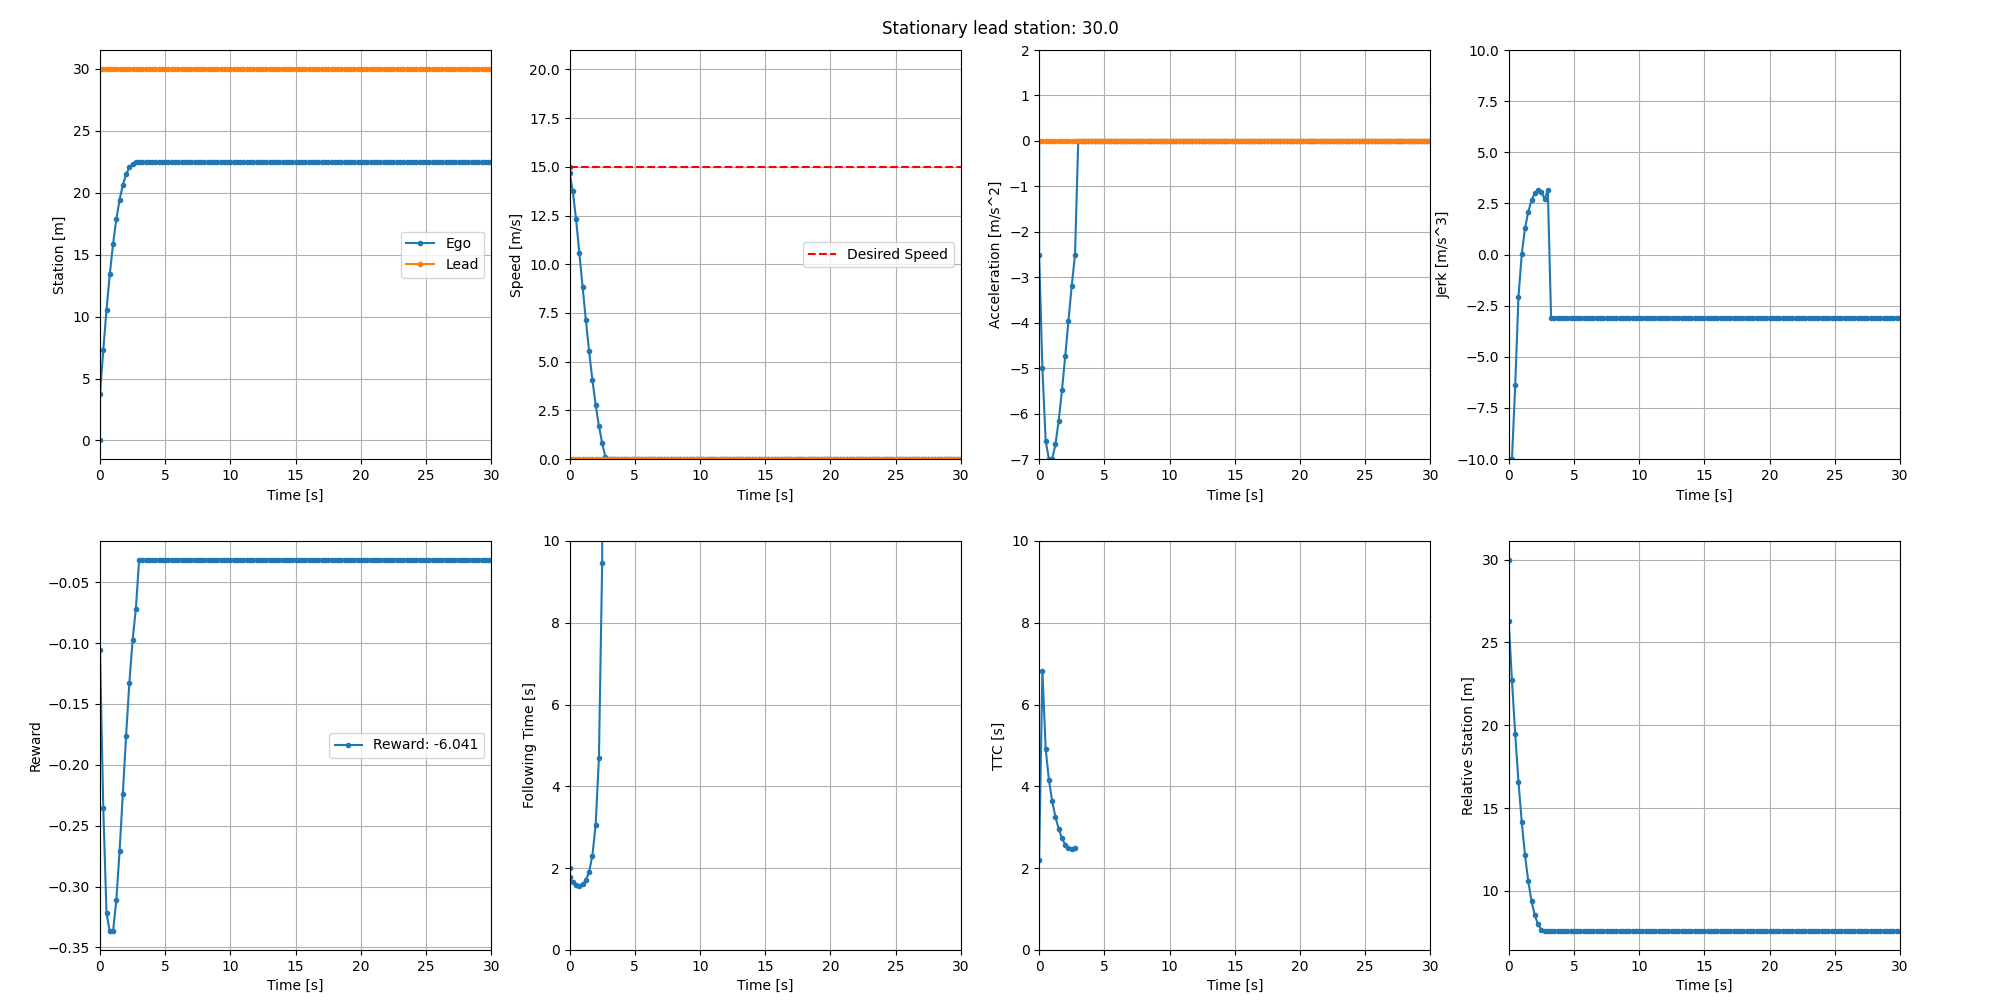 Stationary lead station: 30.0
Station [m]
30
25
20
15
10
5
0
Ego
Lead
0 5 10 15 20 25 30
Time [s]
Speed [m/s]
20.0
17.5
15.0
12.5
10.0
7.5
5.0
2.5
0.0
Desired Speed
0 5 10 15 20 25 30
Time [s]
Acceleration [m/s^2]
2
1
0
−1
−2
−3
−4
−5
−6
−7
0 5 10 15 20 25 30
Time [s]
Jerk [m/s^3]
10.0
7.5
5.0
2.5
0.0
−2.5
−5.0
−7.5
−10.0
0 5 10 15 20 25 30
Time [s]
Reward
−0.05
−0.10
−0.15
−0.20
−0.25
−0.30
−0.35
Reward: -6.041
0 5 10 15 20 25 30
Time [s]
Following Time [s]
10
8
6
4
2
0
0 5 10 15 20 25 30
Time [s]
TTC [s]
10
8
6
4
2
0
0 5 10 15 20 25 30
Time [s]
Relative Station [m]
30
25
20
15
10
0 5 10 15 20 25 30
Time [s]